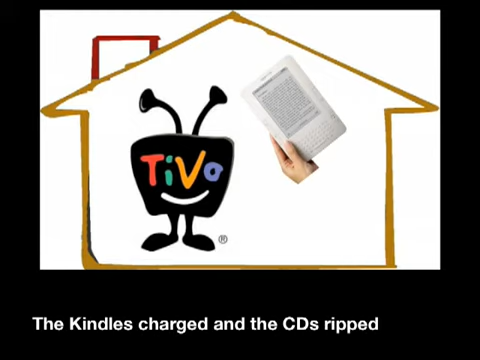 TiVo
®
The Kindles charged and the CDs ripped